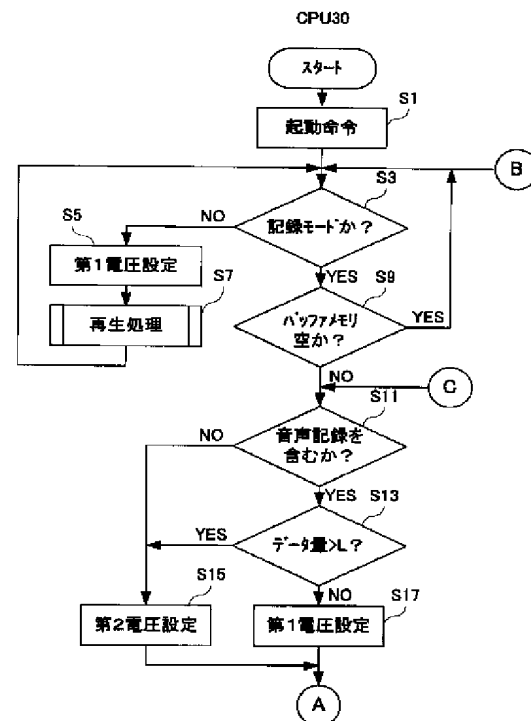 CPU30
スタート
S1
起動命令
B
S3
記録モードか？
NO
YES
S5
第1電圧設定
S7
再生処理
S9
バッファメモリ
空か？
YES
NO
C
S11
音声記録を
含むか？
NO
YES
S13
データ量>L？
YES
NO
S15
第2電圧設定
S17
第1電圧設定
A